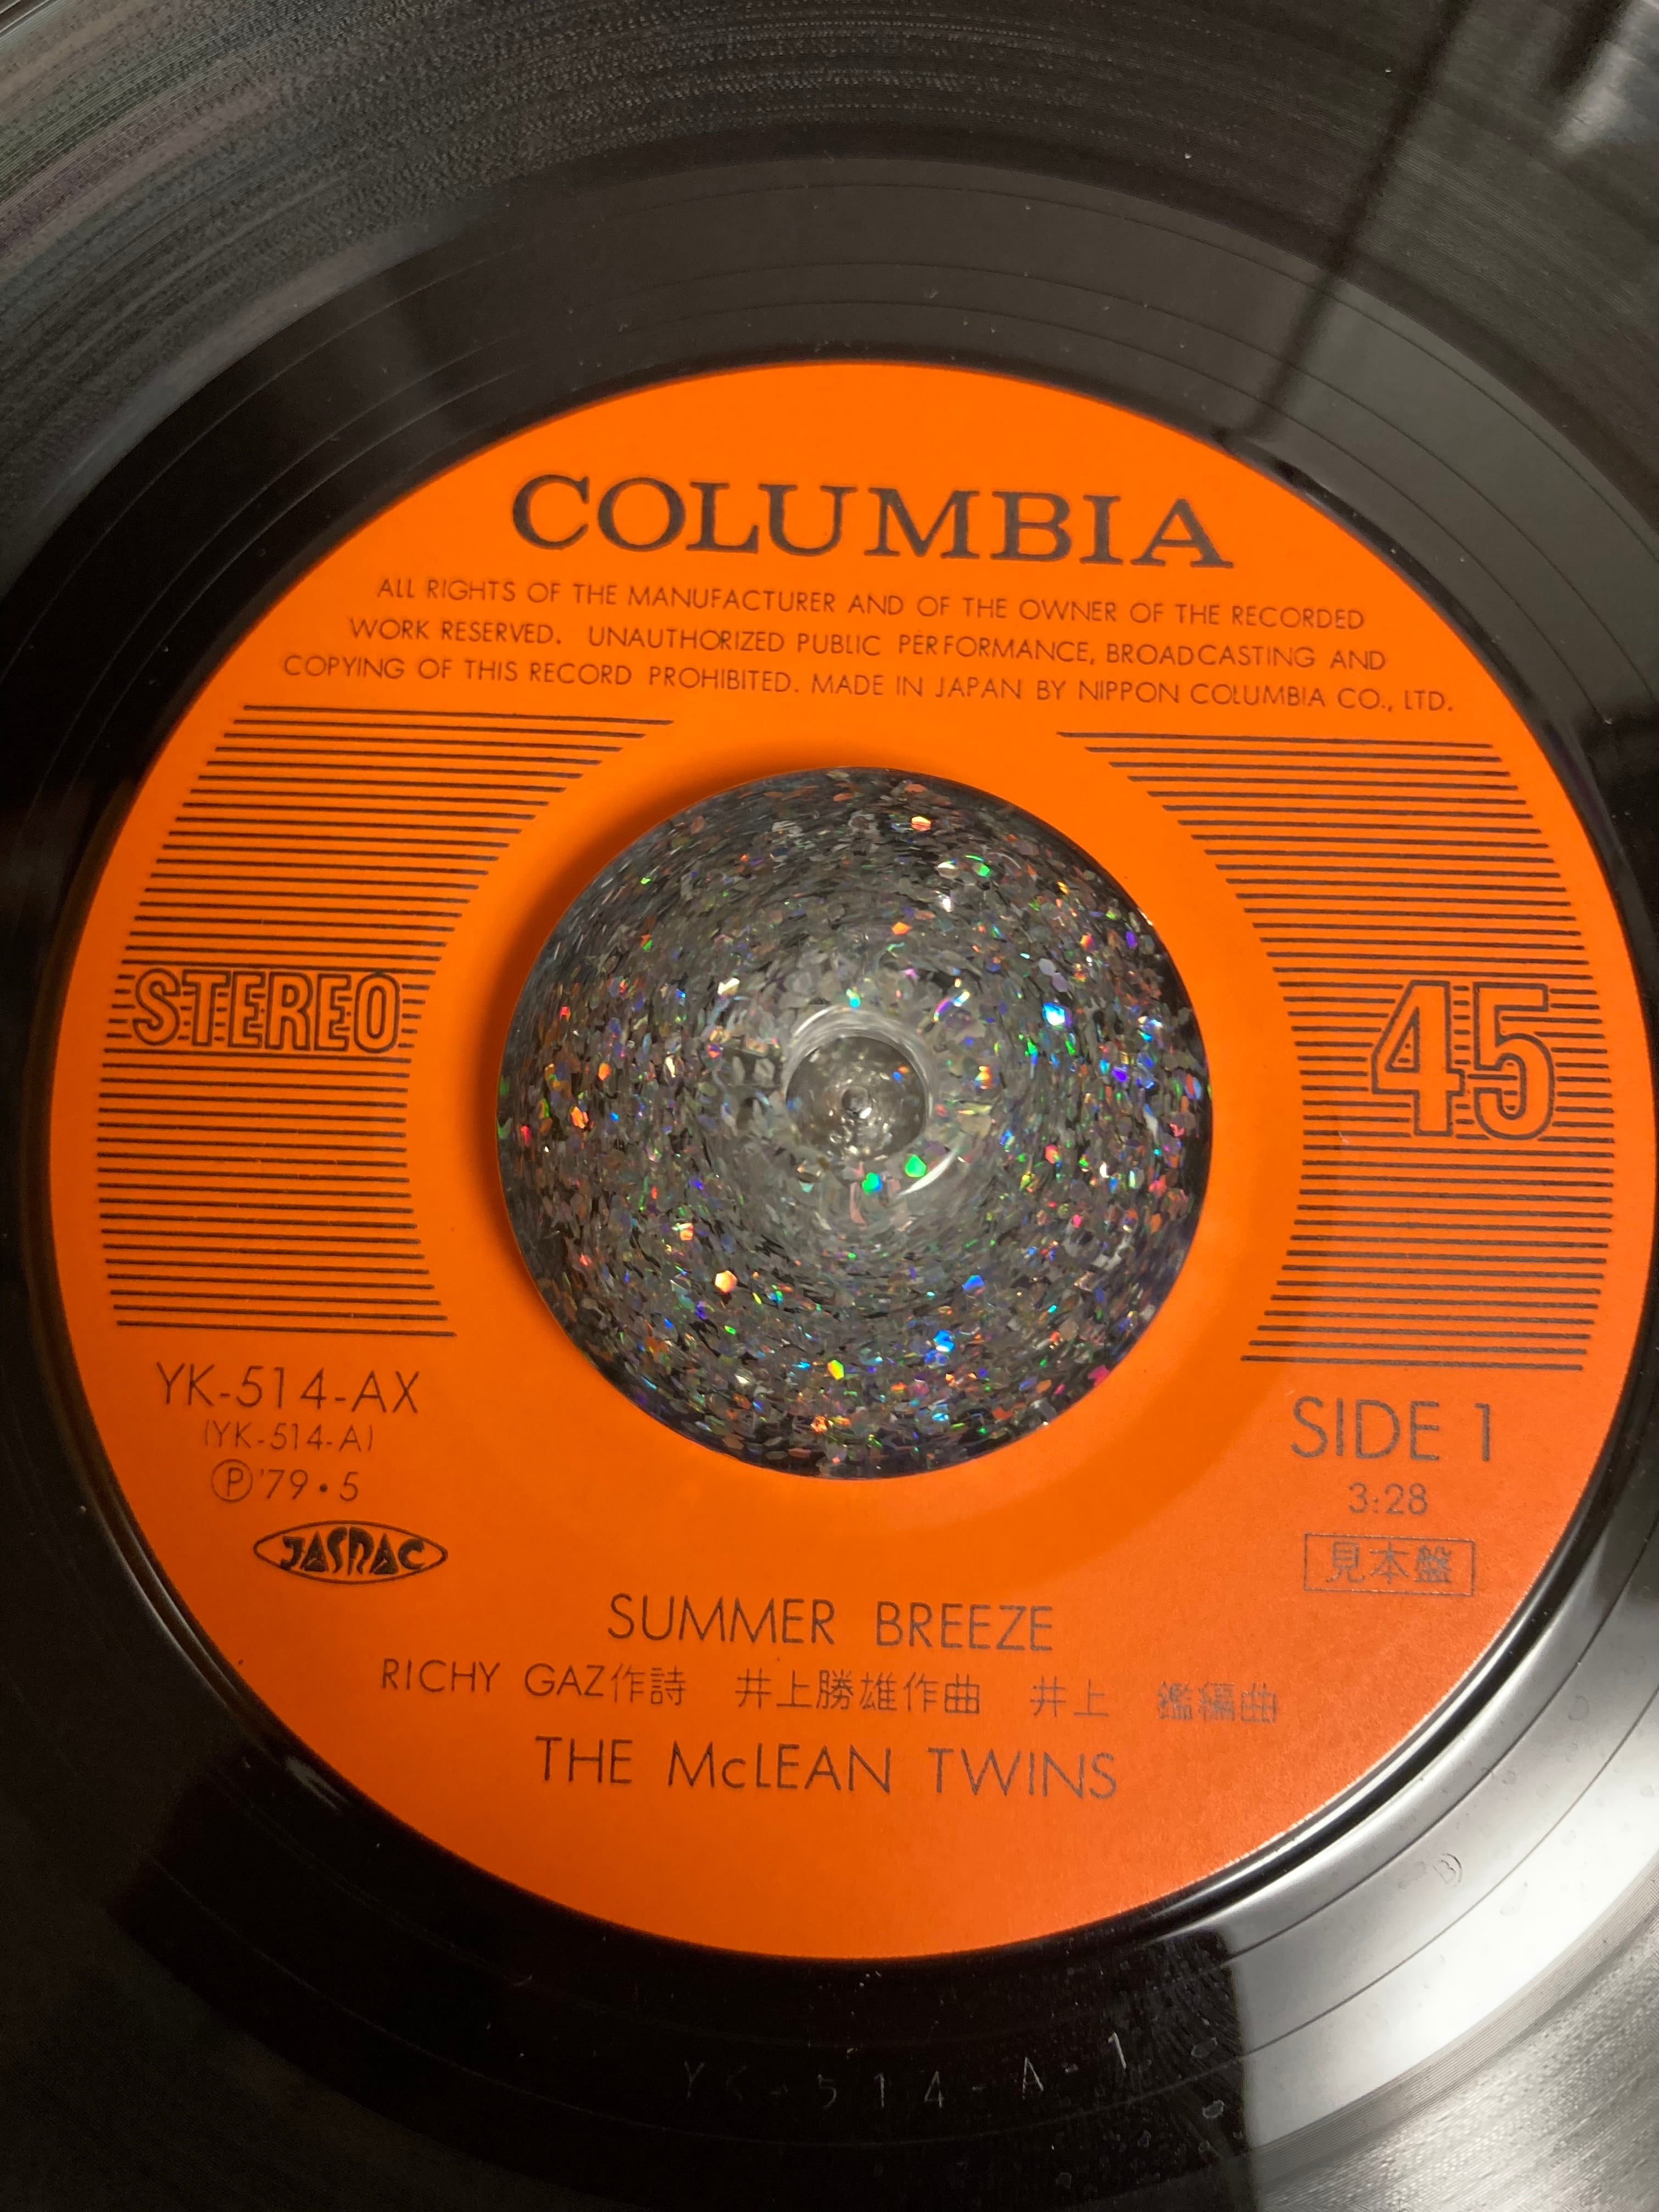 COLUMBIA
ALL RIGHTS OF THE MANUFACTURER AND OF THE OWNER OF THE RECORDED
WORK RESERVED. UNAUTHORIZED PUBLIC PERFORMANCE, BROADCASTING AND
COPYING OF THIS RECORD PROHIBITED. MADE IN JAPAN BY NIPPON COLUMBIA CO., LTD.
STEREO
45
YK-514-AX
(YK-514-A)
Ⓟ'79・5
JASRAC
SIDE 1
3:28
見本盤
SUMMER BREEZE
RICHY GAZ作詩 井上勝雄作曲 井上 鑑編曲
THE McLEAN TWINS
YK-514-A-1